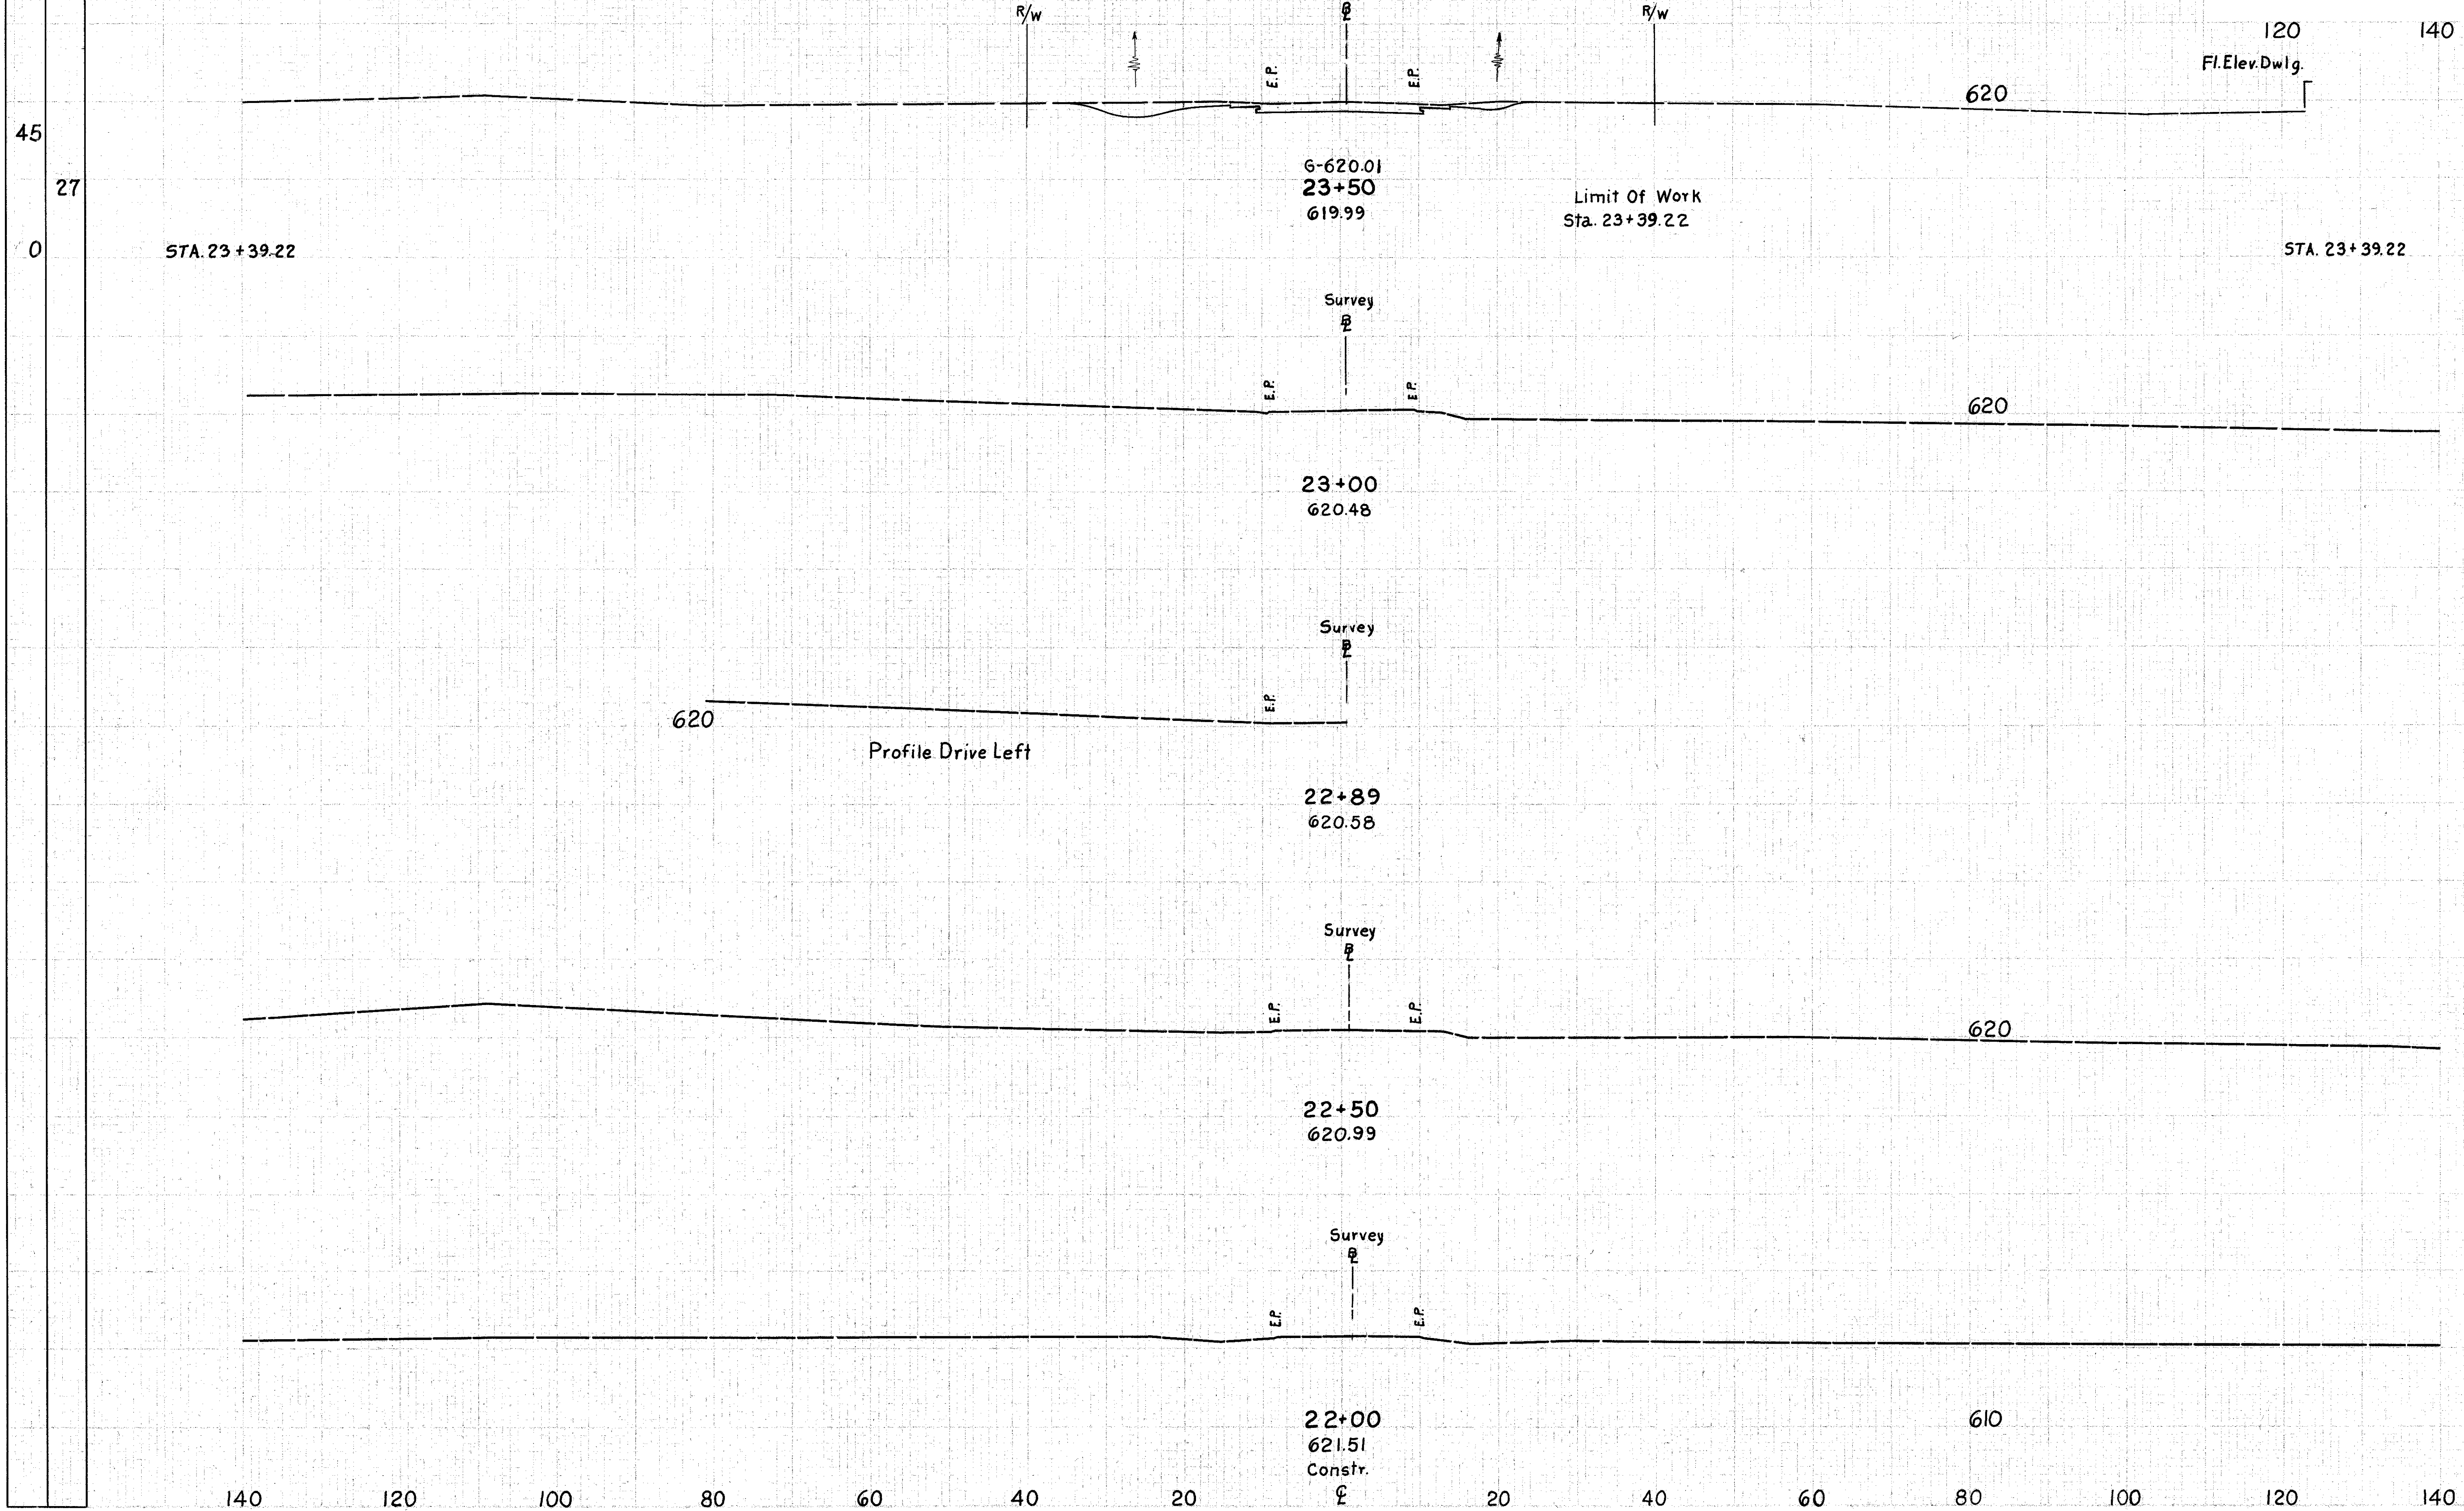 R/W
R/W
120
140
Fl.Elev.Dwlg.
E.P.
E.P.
620
45
G-620.01
27
23+50
Limit Of Work
619.99
Sta. 23+39.22
0
STA. 23+39.22
STA. 23+39.22
Survey
E.P.
E.P.
620
23+00
620.48
Survey
E.P.
620
Profile Drive Left
22+89
620.58
Survey
E.P.
E.P.
620
22+50
620.99
Survey
E.P.
E.P.
22+00
610
621.51
Constr.
140 120 100 80 60 40 20 ℄ 20 40 60 80 100 120 140